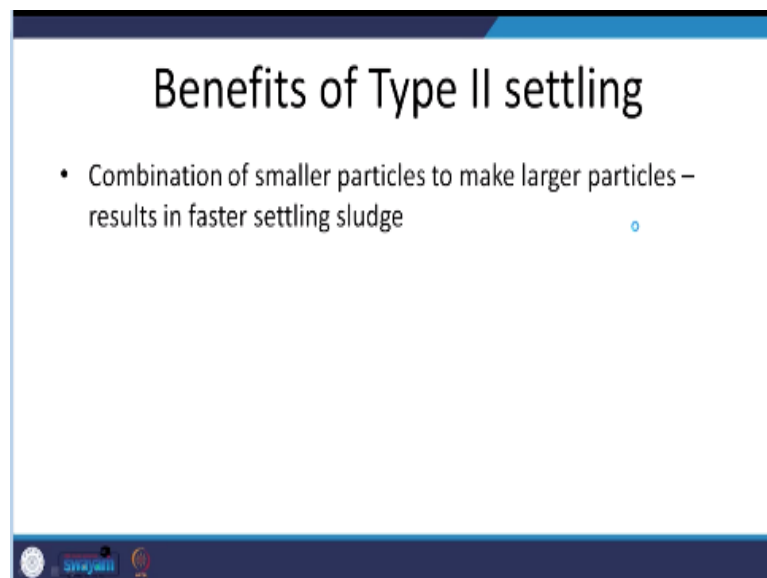 Benefits of Type II settling
• Combination of smaller particles to make larger particles –
results in faster settling sludge
swayam